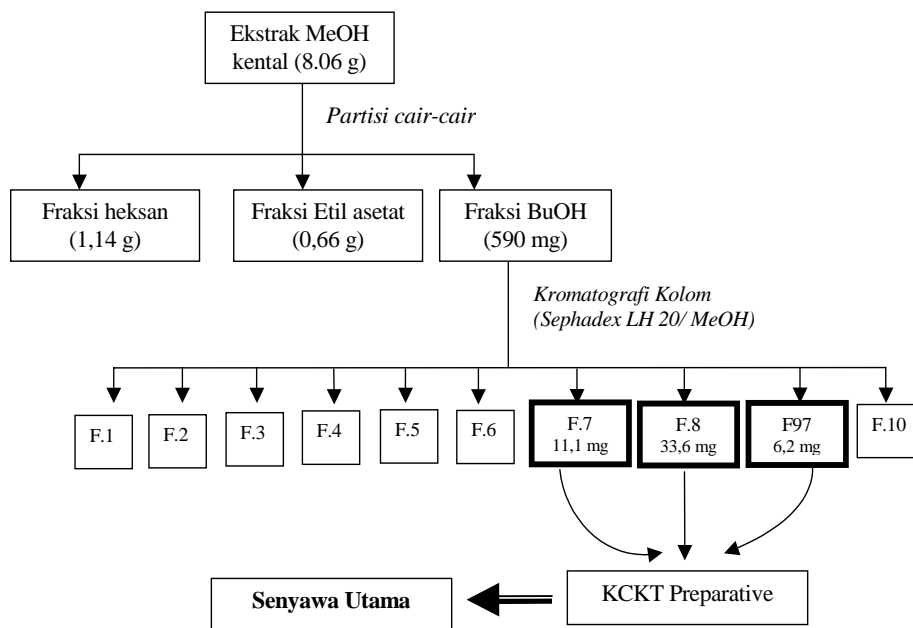 Ekstrak MeOH
kental (8.06 g)
Partisi cair-cair
Fraksi heksan
(1,14 g)
Fraksi Etil asetat
(0,66 g)
Fraksi BuOH
(590 mg)
Kromatografi Kolom
(Sephadex LH 20/ MeOH)
F.1
F.2
F.3
F.4
F.5
F.6
F.7
11,1 mg
F.8
33,6 mg
F97
6,2 mg
F.10
Senyawa Utama
KCKT Preparative